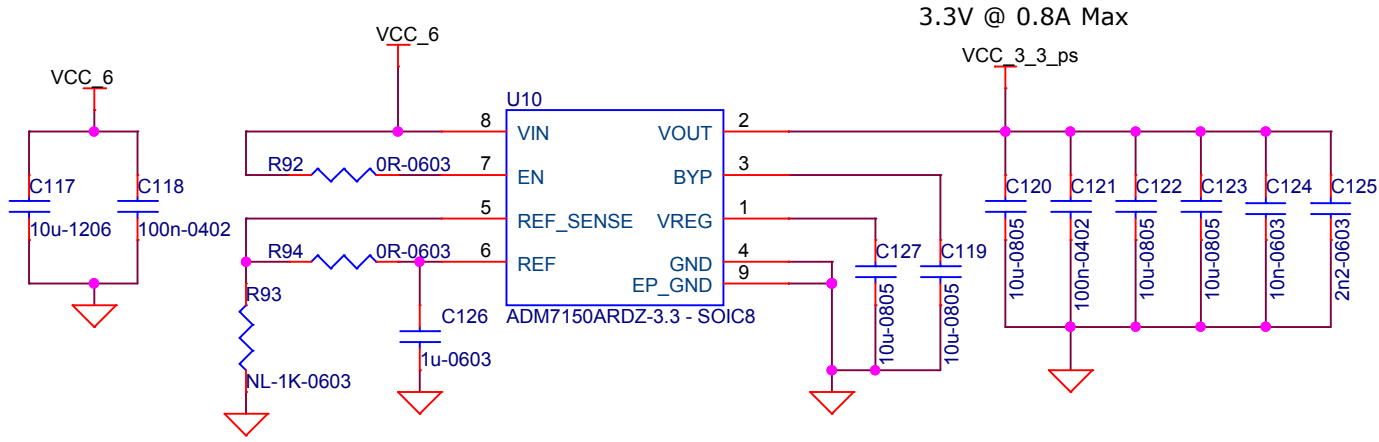 3.3V @ 0.8A Max
VCC_6
VCC_3_3_ps
VCC_6
U10
8
VIN
VOUT
2
R92
0R-0603
7
EN
BYP
3
C117
10u-1206
C118
100n-0402
5
REF_SENSE
VREG
1
R94
0R-0603
6
REF
GND
4
EP_GND
9
R93
NL-1K-0603
C126
1u-0603
ADM7150ARDZ-3.3 - SOIC8
C127
10u-0805
C119
10u-0805
C120
10u-0805
C121
100n-0402
C122
10u-0805
C123
10u-0805
C124
10n-0603
C125
2n2-0603